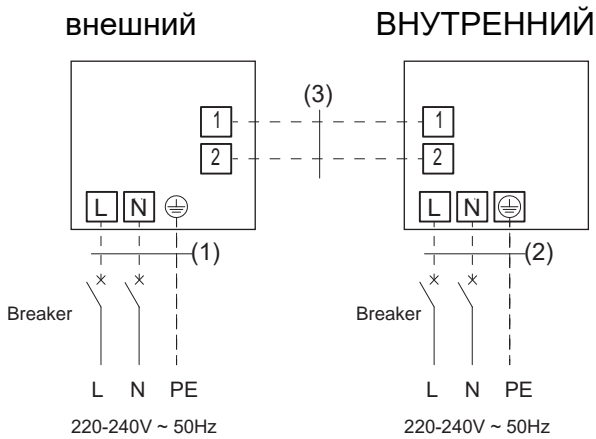 внешний ВНУТРЕННИЙ
(3)
1 1
2 2
L N L N
(1) (2)
Breaker Breaker
L N PE L N PE
220-240V ~ 50Hz 220-240V ~ 50Hz